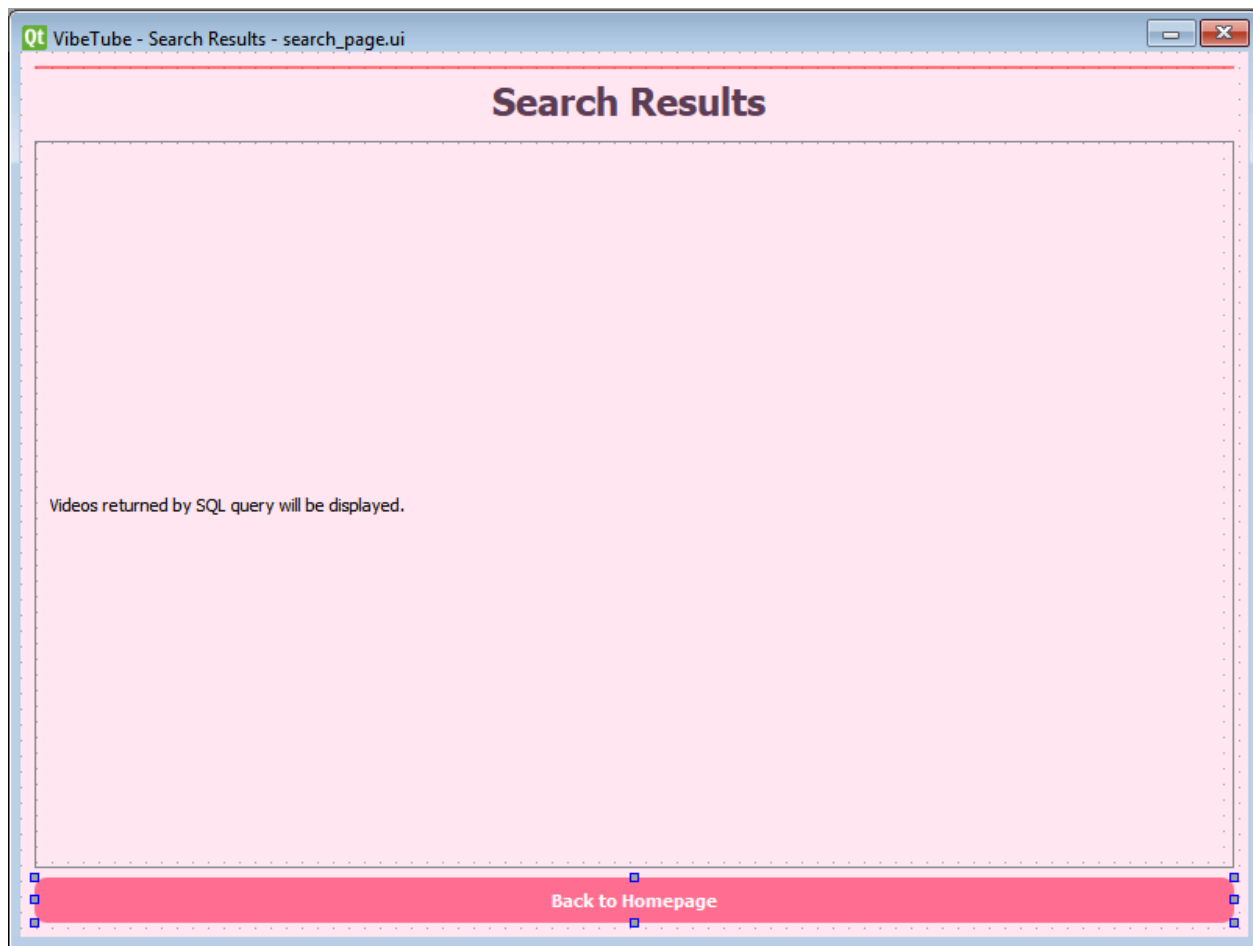 Qt VibeTube - Search Results - search_page.ui
Search Results
Videos returned by SQL query will be displayed.
Back to Homepage